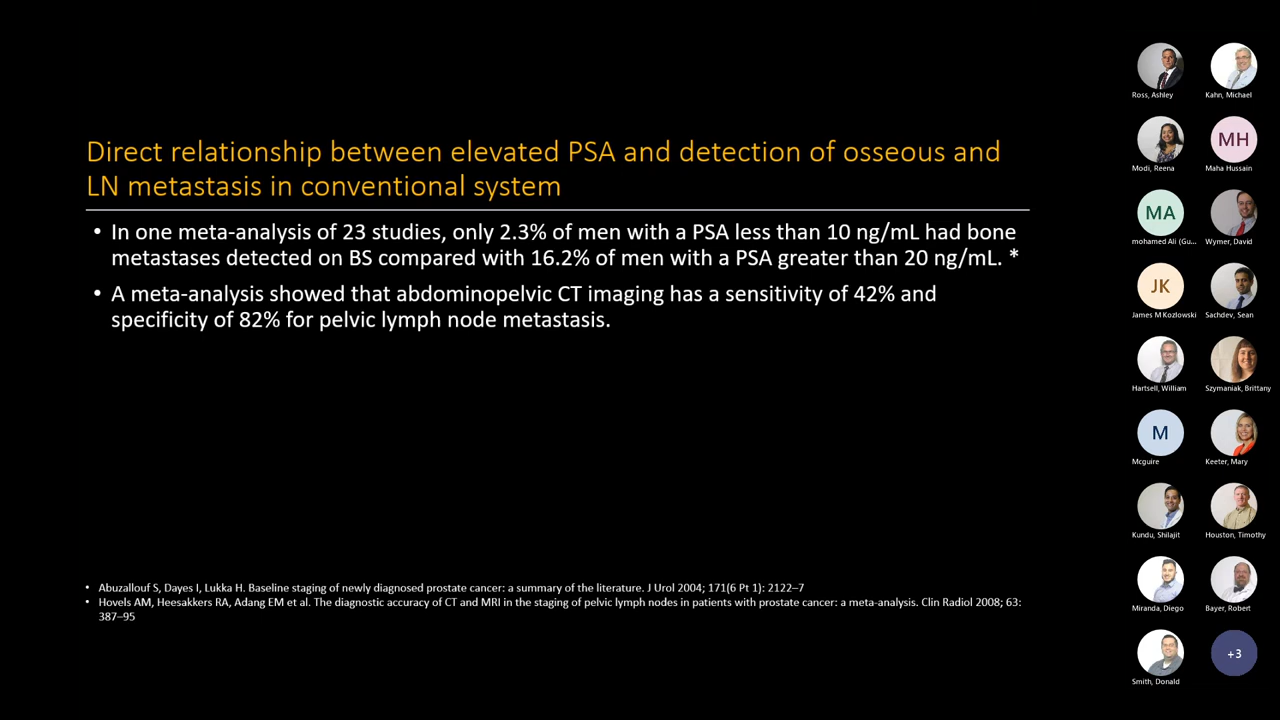 Direct relationship between elevated PSA and detection of osseous and
LN metastasis in conventional system
• In one meta-analysis of 23 studies, only 2.3% of men with a PSA less than 10 ng/mL had bone
metastases detected on BS compared with 16.2% of men with a PSA greater than 20 ng/mL. *
• A meta-analysis showed that abdominopelvic CT imaging has a sensitivity of 42% and
specificity of 82% for pelvic lymph node metastasis.
• Abuzallouf S, Dayes I, Lukka H. Baseline staging of newly diagnosed prostate cancer: a summary of the literature. J Urol 2004; 171(6 Pt 1): 2122–7
• Hovels AM, Heesakkers RA, Adang EM et al. The diagnostic accuracy of CT and MRI in the staging of pelvic lymph nodes in patients with prostate cancer: a meta-analysis. Clin Radiol 2008; 63:
387–95
Ross, Ashley
Kahn, Michael
MH
Modi, Reena
Maha Hussain
MA
mohamed Ali (Gu...
Wymer, David
JK
James M Kozlowski
Sachdev, Sean
Hartsell, William
Szymaniak, Brittany
M
Mcguire
Keeter, Mary
Kundu, Shilajit
Houston, Timothy
Miranda, Diego
Bayer, Robert
+3
Smith, Donald